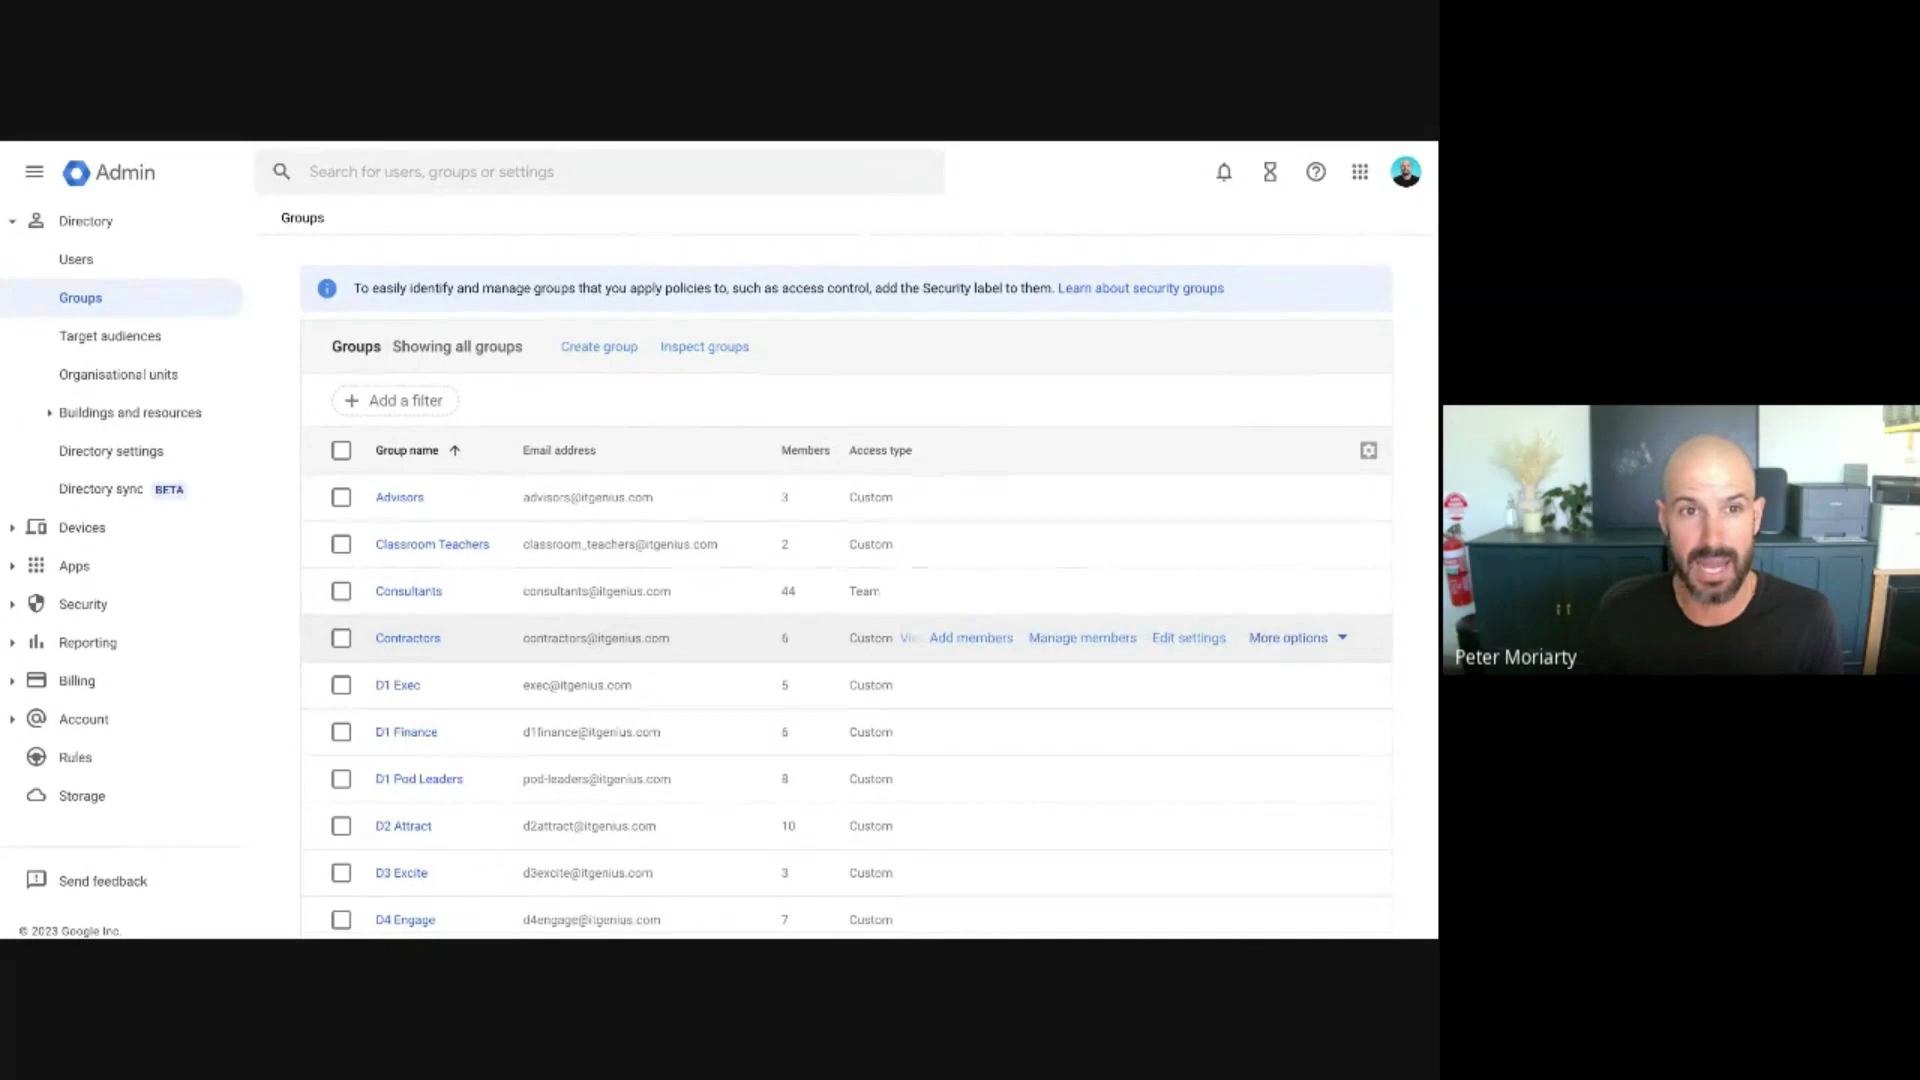 Admin
Search for users, groups or settings
Directory
Users
Groups
Target audiences
Organisational units
Buildings and resources
Directory settings
Directory sync BETA
Devices
Apps
Security
Reporting
Billing
Account
Rules
Storage
Send feedback
© 2023 Google Inc.
Groups
To easily identify and manage groups that you apply policies to, such as access control, add the Security label to them. Learn about security groups
Groups Showing all groups Create group Inspect groups
Add a filter
Group name Email address Members Access type
Advisors advisors@itgenius.com 3 Custom
Classroom Teachers classroom_teachers@itgenius.com 2 Custom
Consultants consultants@itgenius.com 44 Team
Contractors contractors@itgenius.com 6 Custom Add members Manage members Edit settings More options
D1 Exec exec@itgenius.com 5 Custom
D1 Finance d1finance@itgenius.com 6 Custom
D1 Pod Leaders pod-leaders@itgenius.com 8 Custom
D2 Attract d2attract@itgenius.com 10 Custom
D3 Excite d3excite@itgenius.com 3 Custom
D4 Engage d4engage@itgenius.com 7 Custom
Peter Moriarty